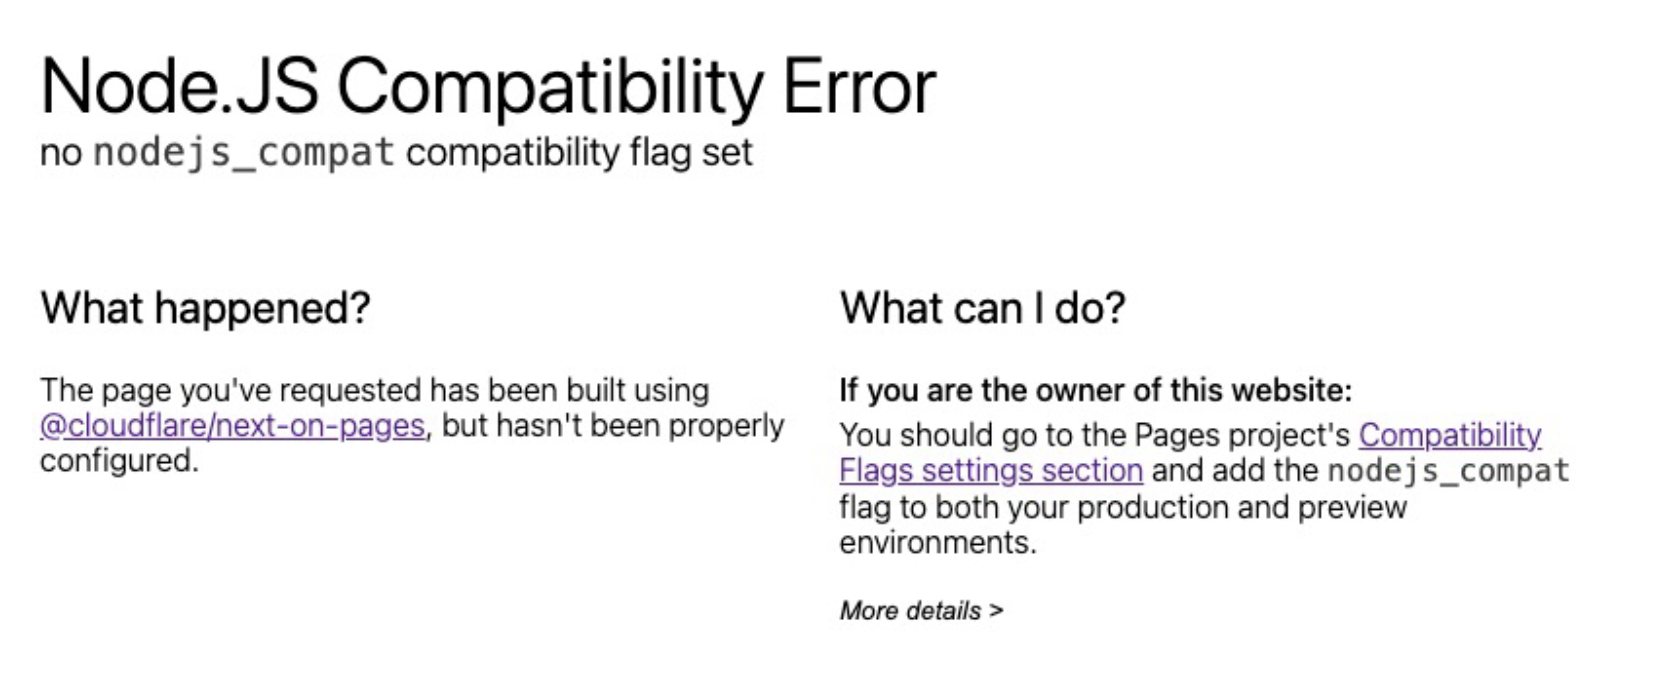 Node.JS Compatibility Error
no nodejs_compat compatibility flag set
What happened?
The page you've requested has been built using
@cloudflare/next-on-pages, but hasn't been properly
configured.
What can I do?
If you are the owner of this website:
You should go to the Pages project's Compatibility
Flags settings section and add the nodejs_compat
flag to both your production and preview
environments.
More details >